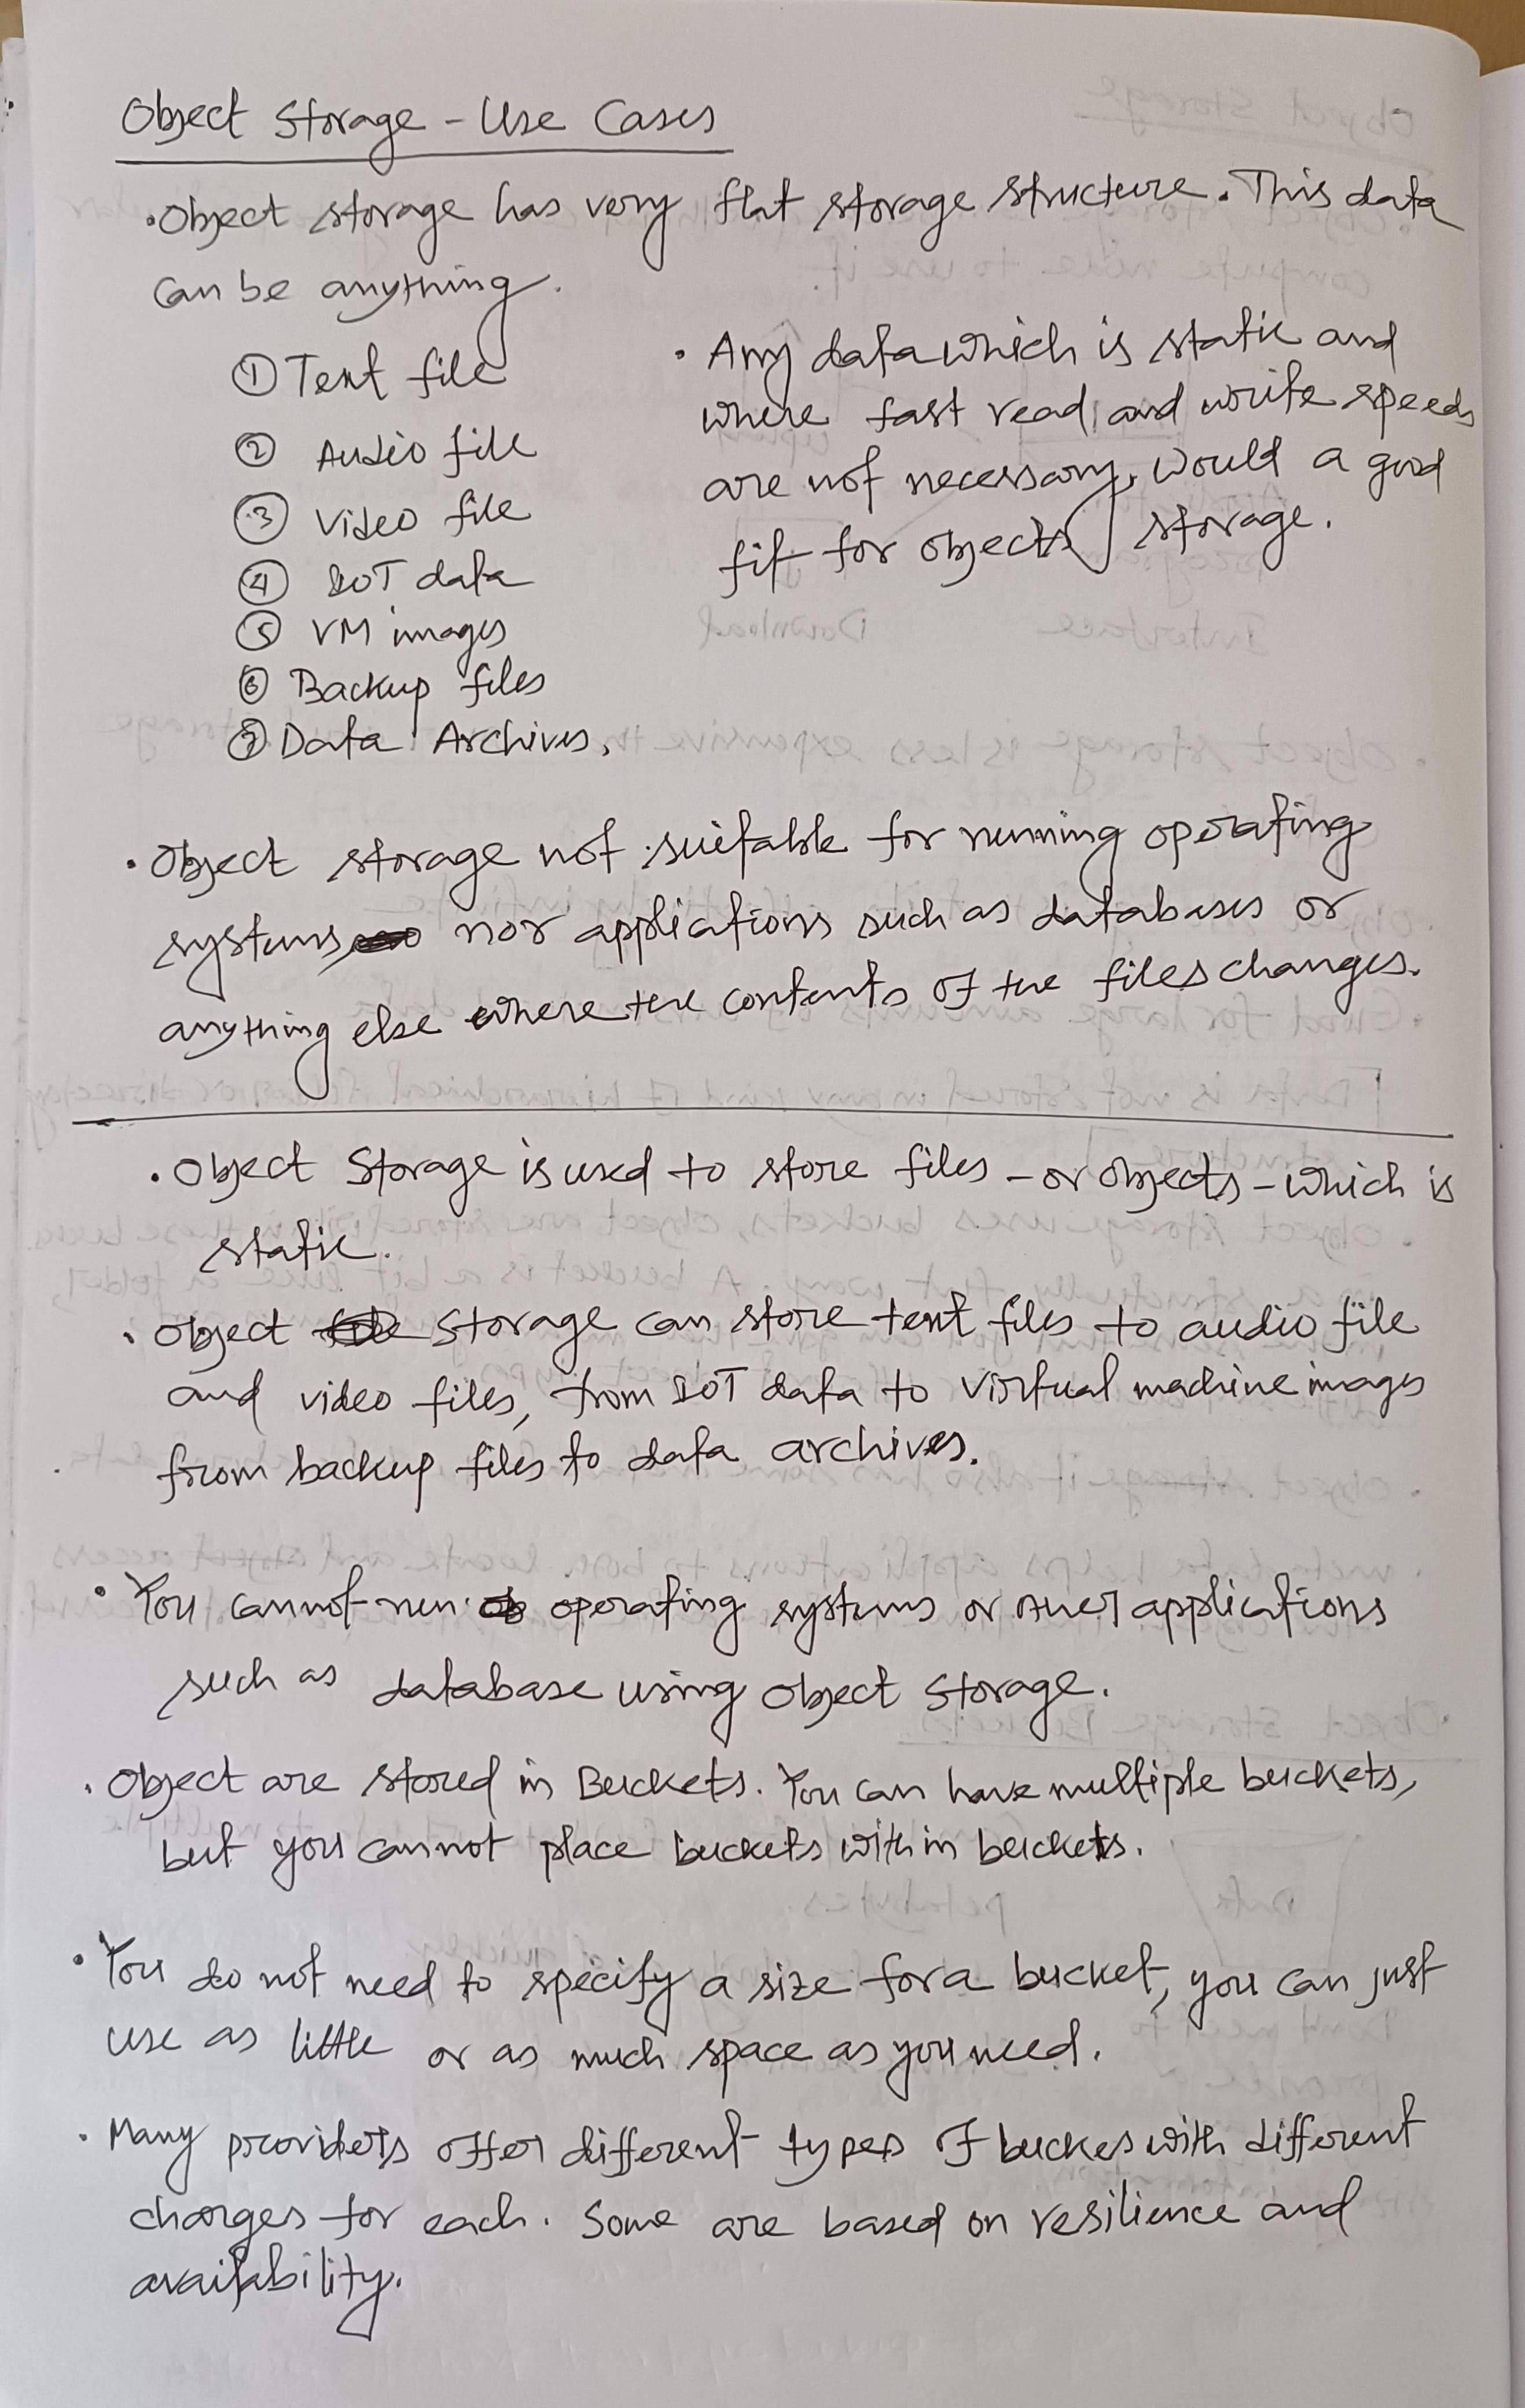 Object Storage - Use Cases
• Object storage has very flat storage structure. This data
can be anything.
① Text file
② Audio file
③ Video file
④ IOT data
⑤ VM images
⑥ Backup files
⑦ Data Archives.
• Any data which is static and
where fast read and write speeds
are not necessary, would a good
fit for objects storage.
• Object storage not suitable for running operating
systems, nor applications such as databases or
anything else where the contents of the files changes.
• Object Storage is used to store files - or objects - which is
static.
• Object Storage can store text files to audio file
and video files, from IOT data to virtual machine images
from backup files to data archives.
• You cannot run operating systems or other applications
such as database using Object Storage.
• Object are stored in Buckets. You can have multiple buckets,
but you cannot place buckets within buckets.
• You do not need to specify a size for a bucket, you can just
use as little or as much space as you need.
• Many providers offer different types of buckes with different
charges for each. Some are based on resilience and
availability.